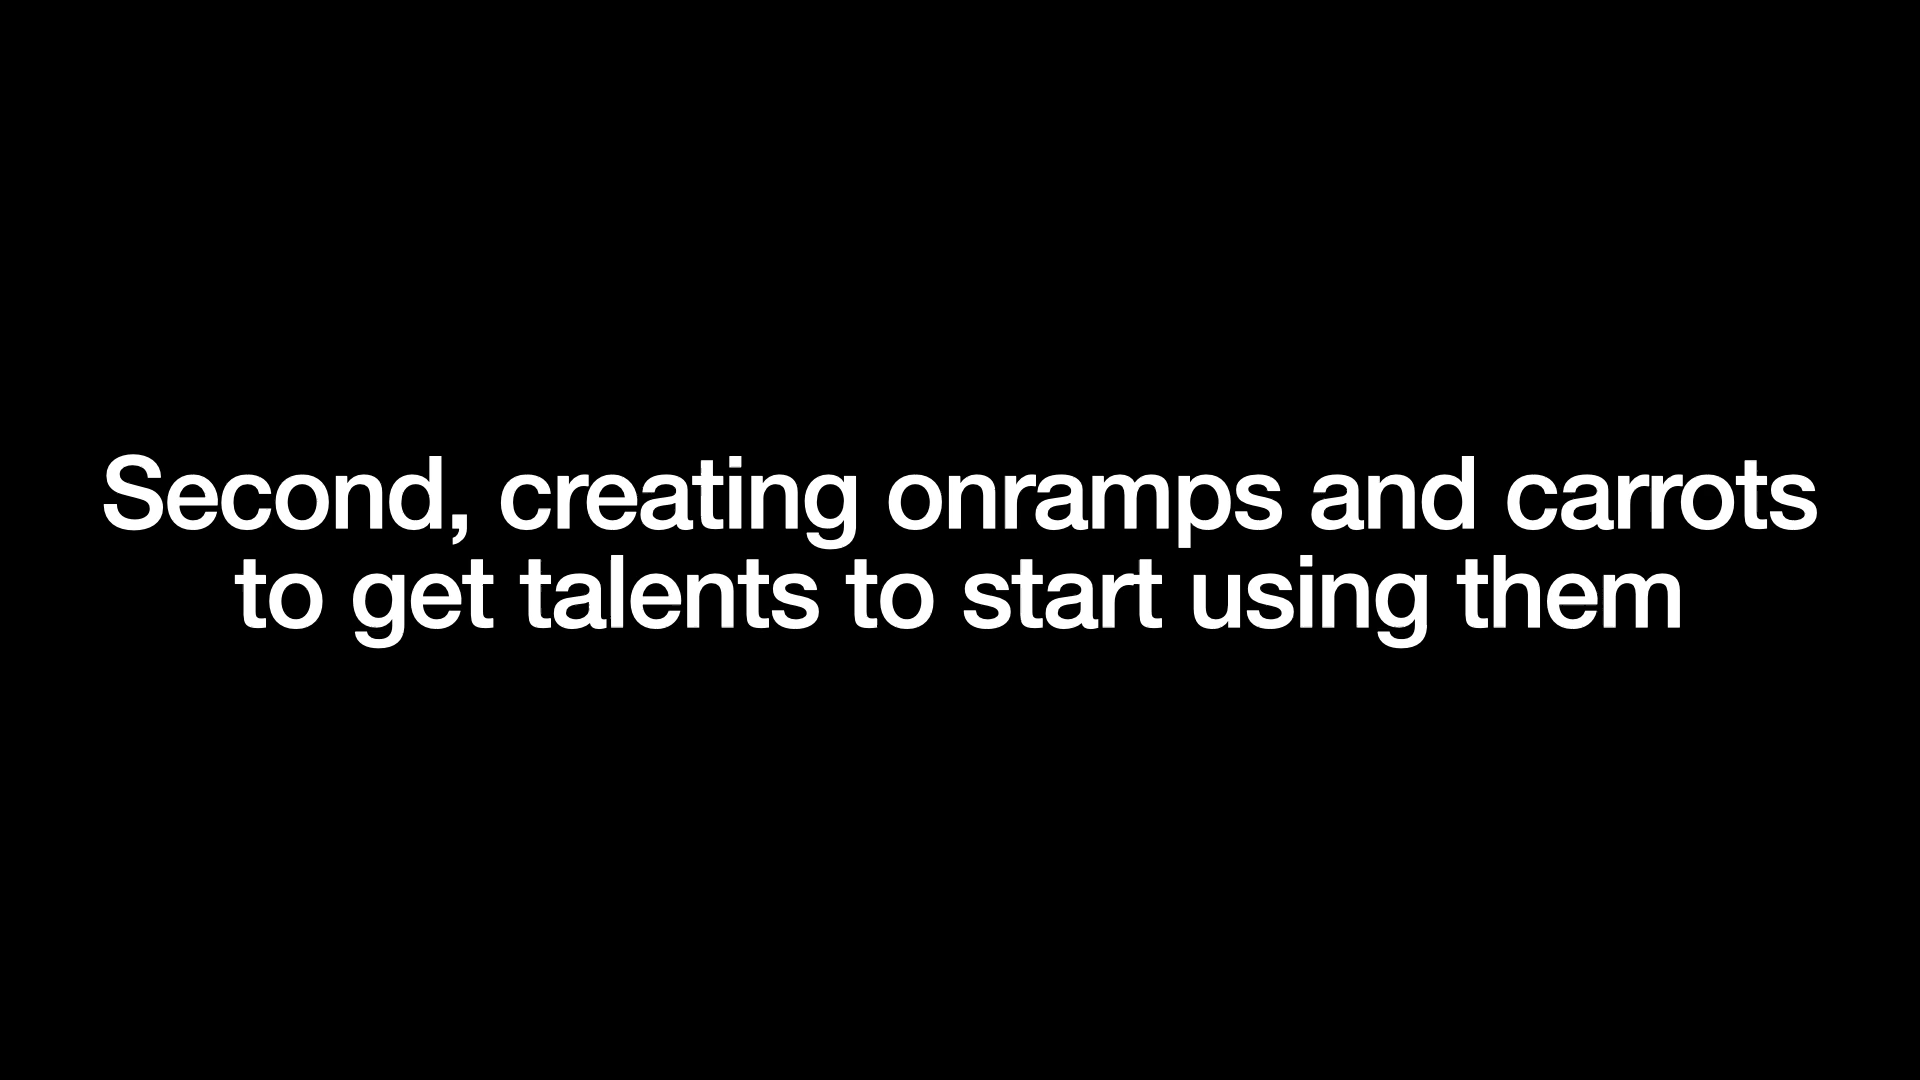 Second, creating onramps and carrots
to get talents to start using them